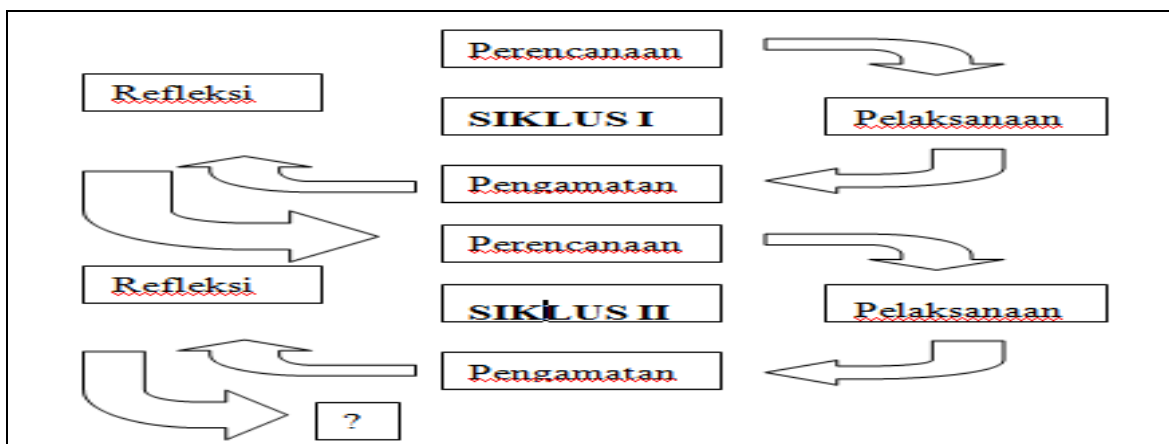 Perencanaan
Refleksi
SIKLUS I
Pelaksanaan
Pengamatan
Perencanaan
Refleksi
SIKLUS II
Pelaksanaan
Pengamatan
?